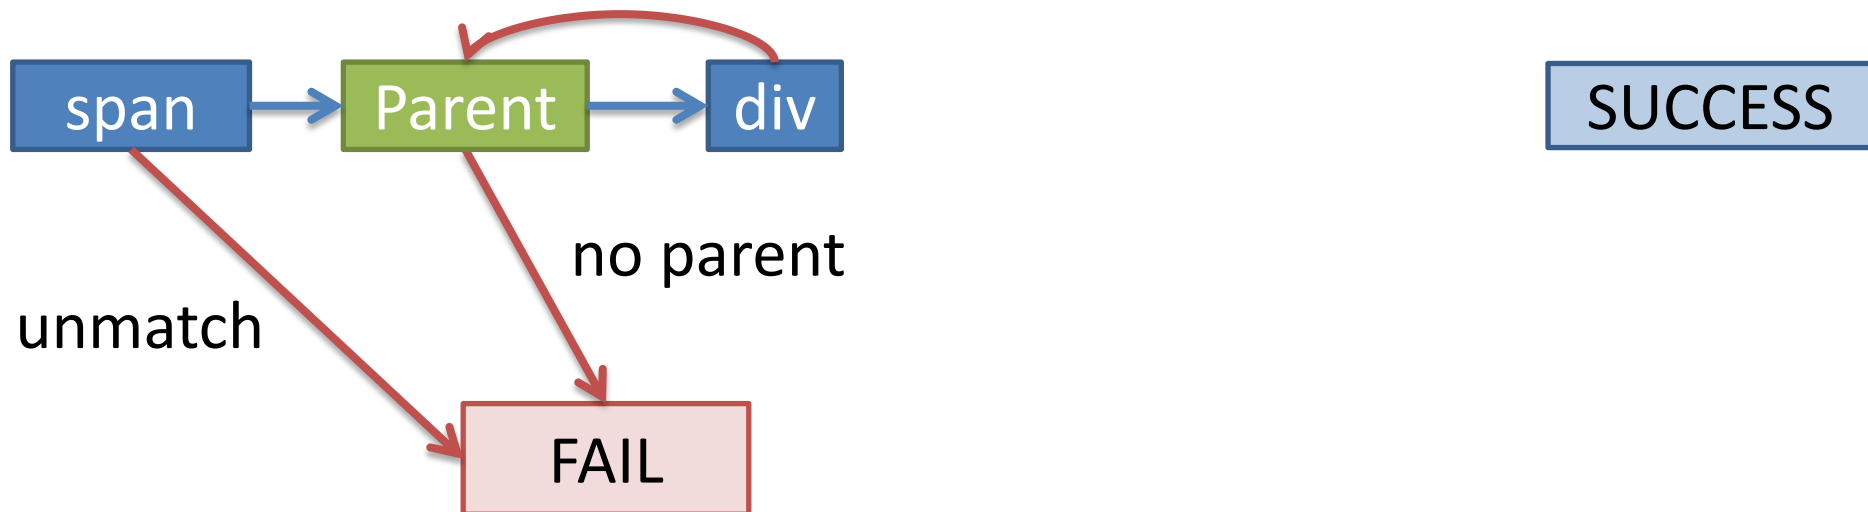 span
Parent
div
SUCCESS
no parent
unmatch
FAIL